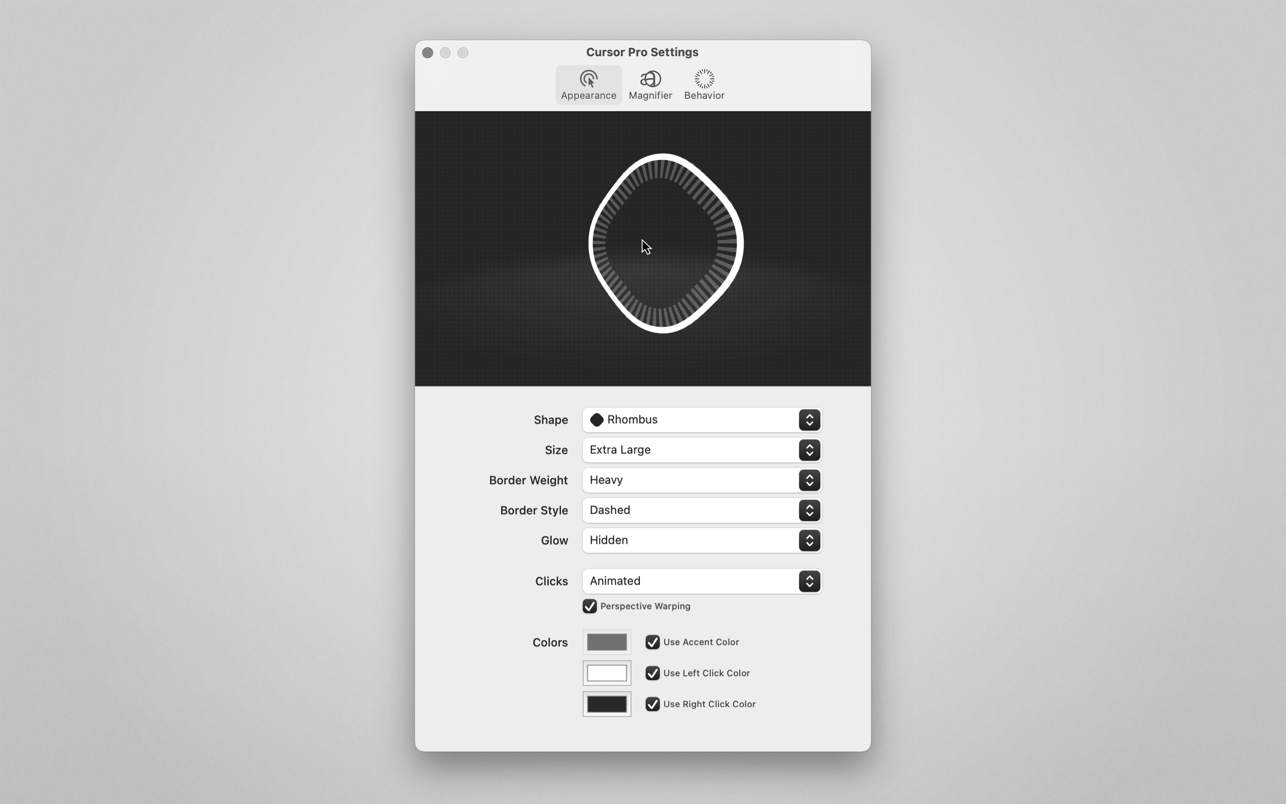 Cursor Pro Settings
Appearance Magnifier Behavior
Shape Rhombus
Size Extra Large
Border Weight Heavy
Border Style Dashed
Glow Hidden
Clicks Animated
Perspective Warping
Colors Use Accent Color
Use Left Click Color
Use Right Click Color